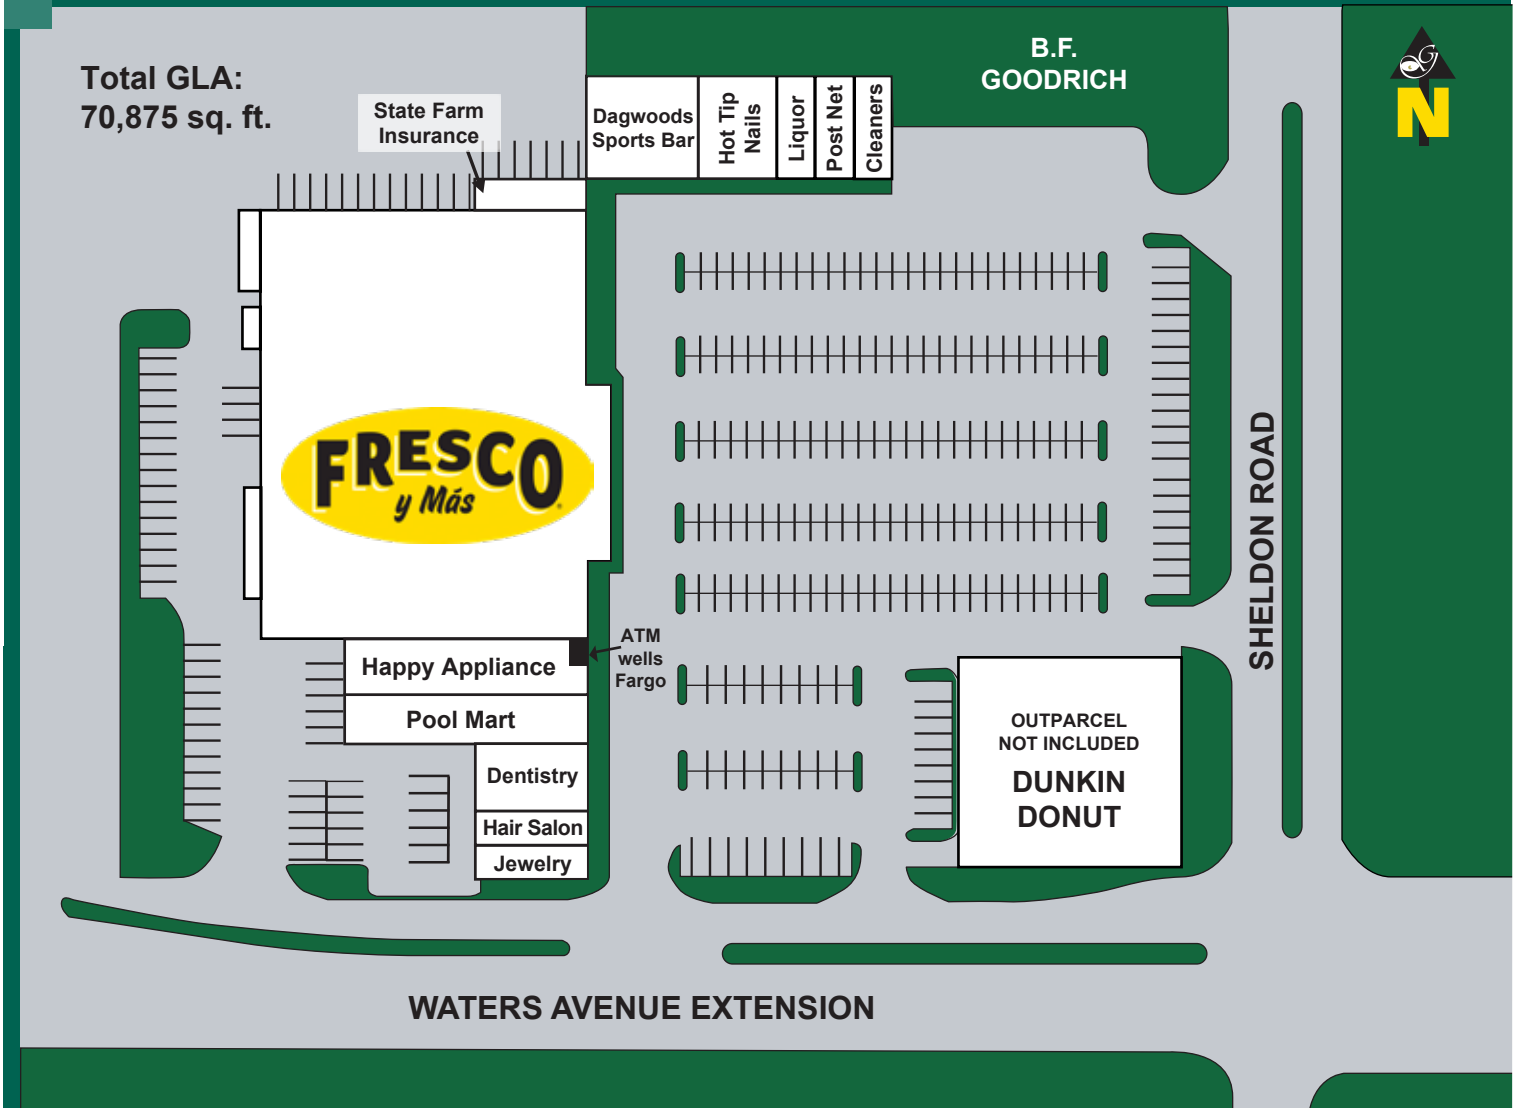 Total GLA:
70,875 sq. ft.
State Farm
Insurance
Dagwoods
Sports Bar
Hot Tip
Nails
Liquor
Post Net
Cleaners
B.F.
GOODRICH
N
FRESCO
y Más
SHELDON ROAD
ATM
wells
Fargo
Happy Appliance
Pool Mart
Dentistry
Hair Salon
Jewelry
OUTPARCEL
NOT INCLUDED
DUNKIN
DONUT
WATERS AVENUE EXTENSION